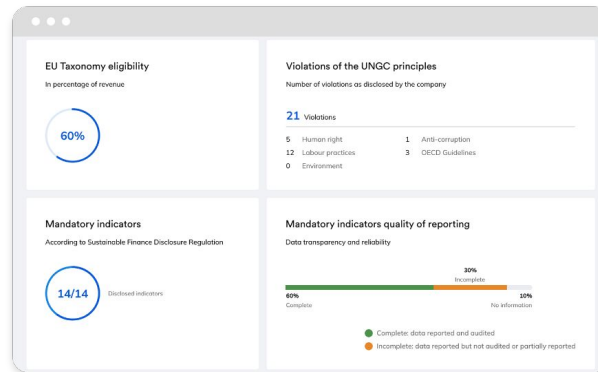 EU Taxonomy eligibility
In percentage of revenue
60%
Violations of the UNGC principles
Number of violations as disclosed by the company
21 Violations
5 Human right
1 Anti-corruption
12 Labour practices
3 OECD Guidelines
0 Environment
Mandatory indicators
According to Sustainable Finance Disclosure Regulation
14/14 Disclosed indicators
Mandatory indicators quality of reporting
Data transparency and reliability
30%
Incomplete
60%
Complete
10%
No information
Complete: data reported and audited
Incomplete: data reported but not audited or partially reported